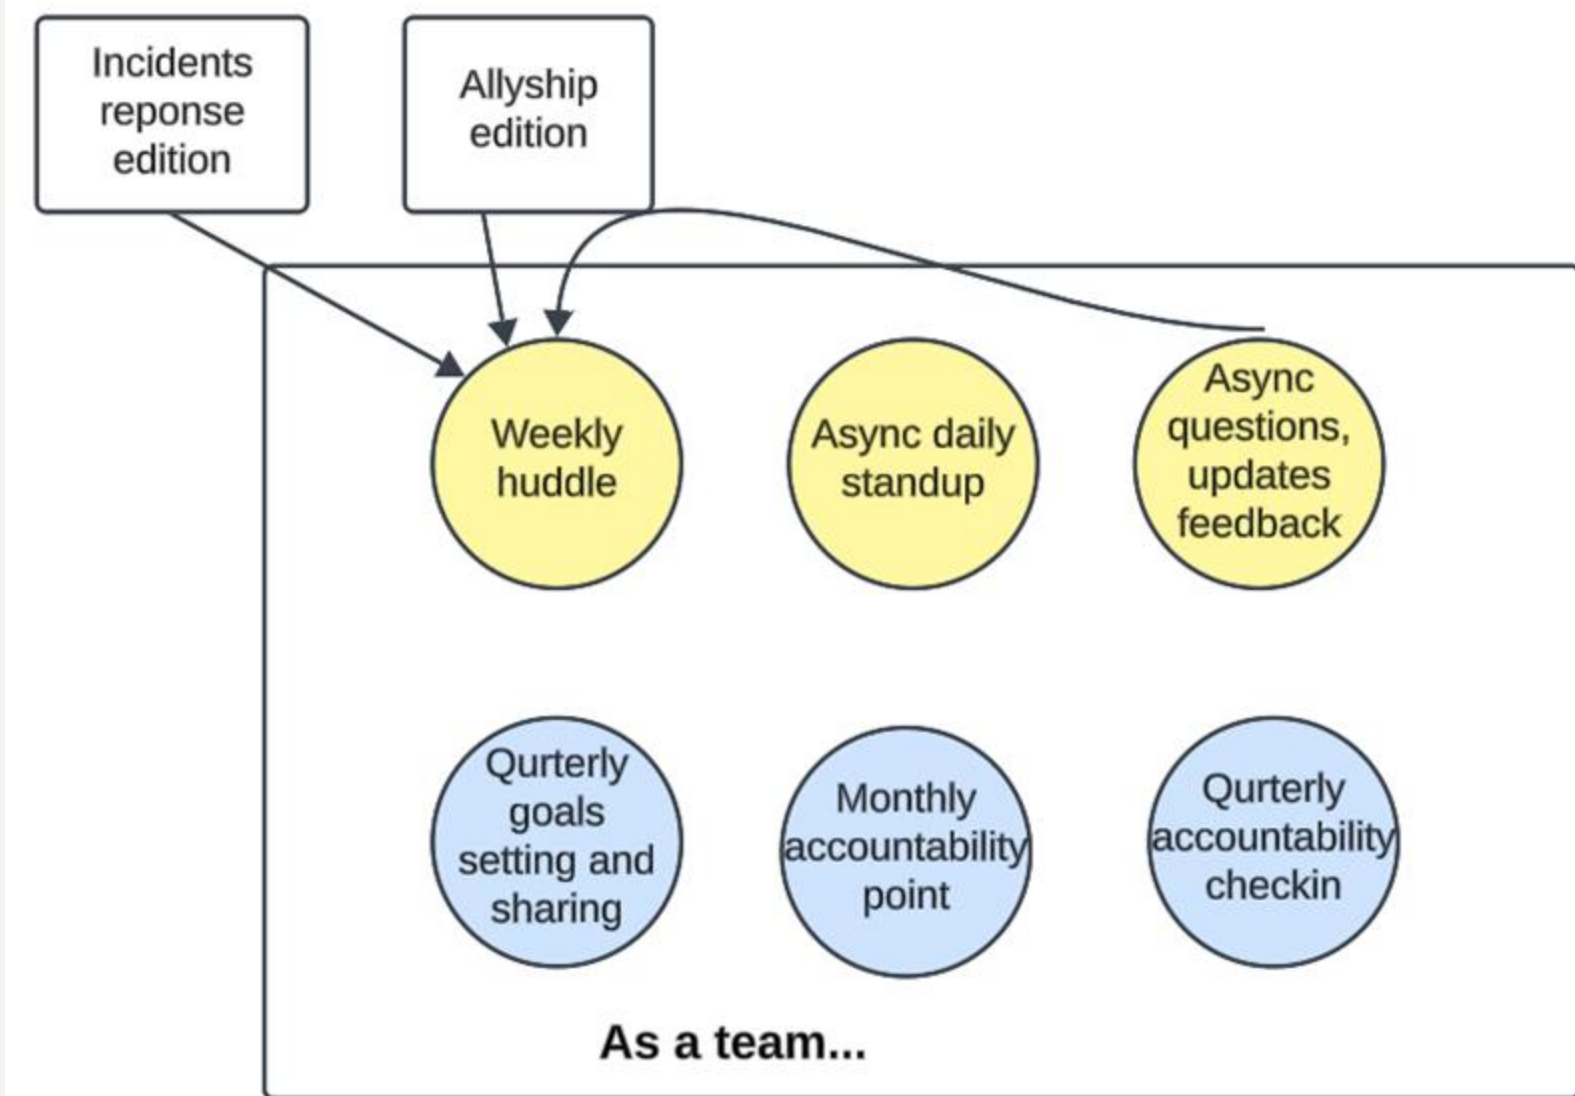 Incidents
reponse
edition
Allyship
edition
Weekly
huddle
Async daily
standup
Async
questions,
updates
feedback
Qurterly
goals
setting and
sharing
Monthly
accountability
point
Qurterly
accountability
checkin
As a team...